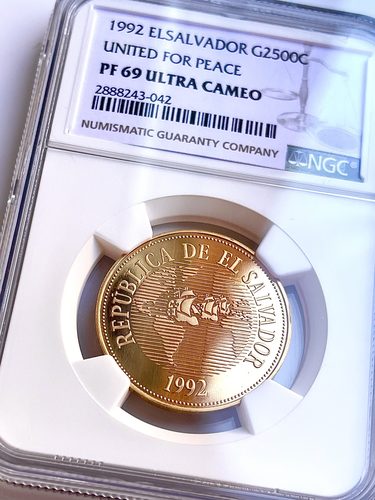 1992 ELSALVADOR G2500C
UNITED FOR PEACE
PF 69 ULTRA CAMEO
2888243-042
NUMISMATIC GUARANTY COMPANY
NGC
REPUBLICA DE EL SALVADOR
1992